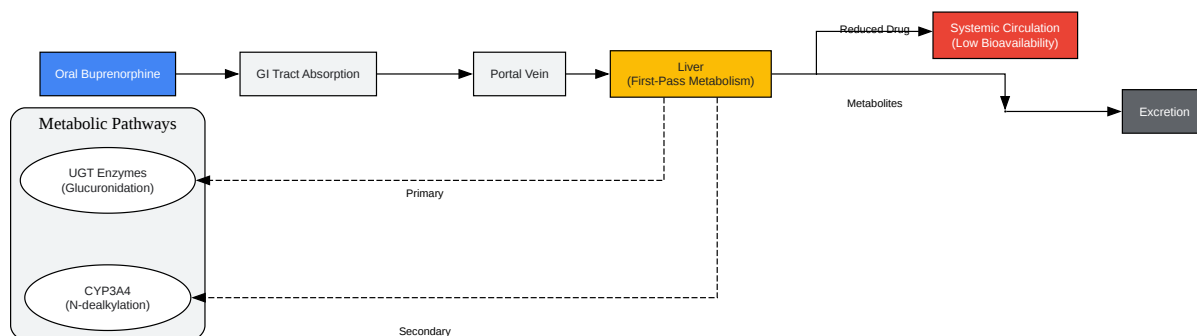 Oral Buprenorphine
GI Tract Absorption
Portal Vein
Liver
(First-Pass Metabolism)
Reduced Drug
Systemic Circulation
(Low Bioavailability)
Metabolites
Excretion
Metabolic Pathways
UGT Enzymes
(Glucuronidation)
Primary
CYP3A4
(N-dealkylation)
Secondary